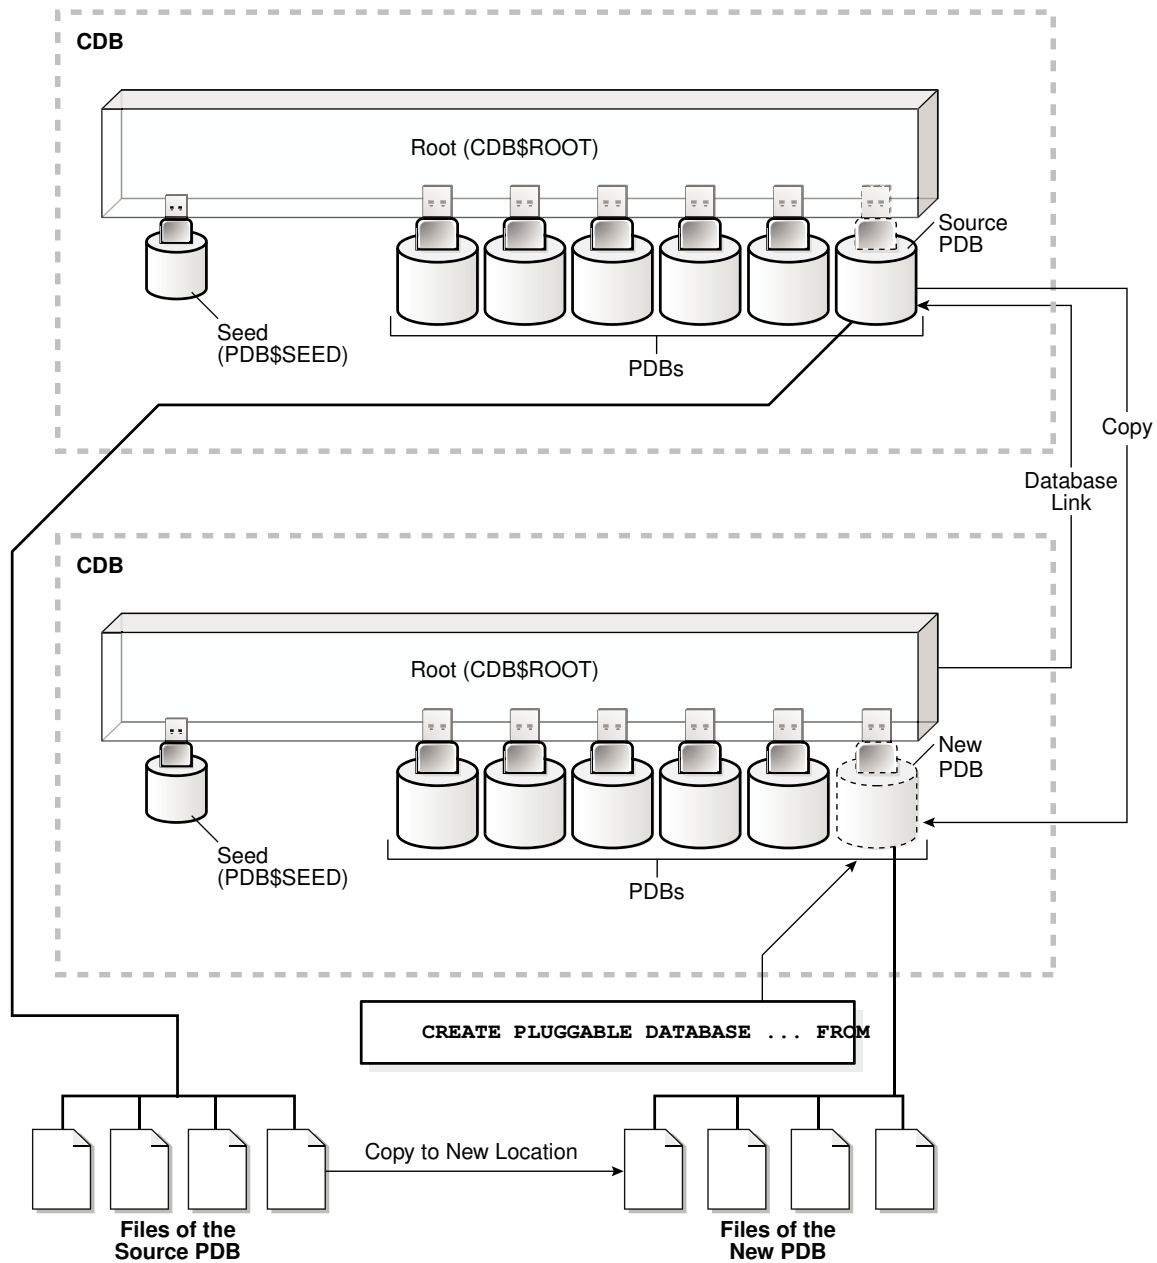 CDB
Root (CDB$ROOT)
Source
PDB
Seed
(PDB$SEED)
PDBs
Copy
Database
Link
CDB
Root (CDB$ROOT)
New
PDB
Seed
(PDB$SEED)
PDBs
CREATE PLUGGABLE DATABASE ... FROM
Copy to New Location
Files of the
Source PDB
Files of the
New PDB